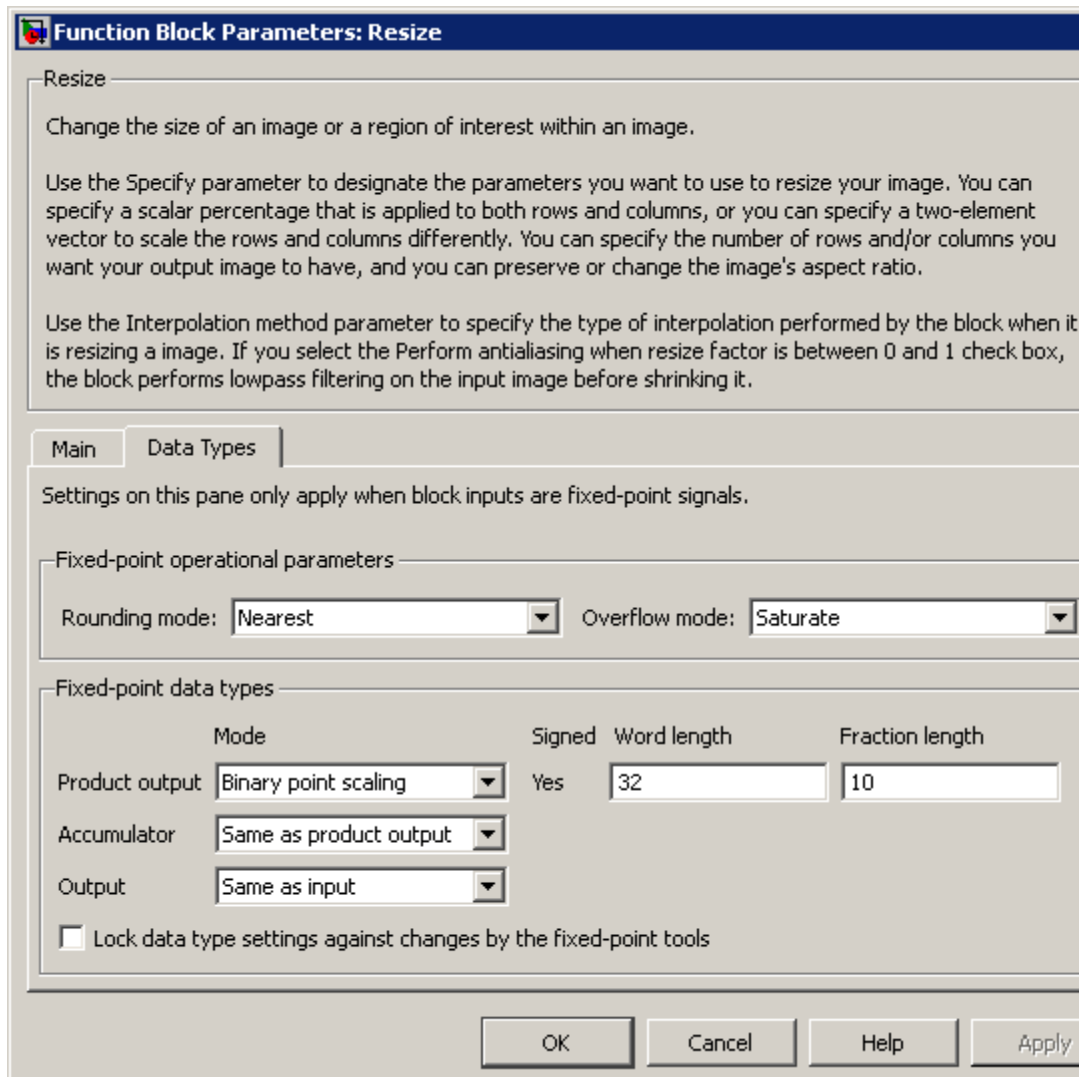 Function Block Parameters: Resize
Resize
Change the size of an image or a region of interest within an image.
Use the Specify parameter to designate the parameters you want to use to resize your image. You can
specify a scalar percentage that is applied to both rows and columns, or you can specify a two-element
vector to scale the rows and columns differently. You can specify the number of rows and/or columns you
want your output image to have, and you can preserve or change the image's aspect ratio.
Use the Interpolation method parameter to specify the type of interpolation performed by the block when it
is resizing a image. If you select the Perform antialiasing when resize factor is between 0 and 1 check box,
the block performs lowpass filtering on the input image before shrinking it.
Main Data Types
Settings on this pane only apply when block inputs are fixed-point signals.
Fixed-point operational parameters
Rounding mode: Nearest Overflow mode: Saturate
Fixed-point data types
Mode Signed Word length Fraction length
Product output Binary point scaling Yes 32 10
Accumulator Same as product output
Output Same as input
Lock data type settings against changes by the fixed-point tools
OK Cancel Help Apply